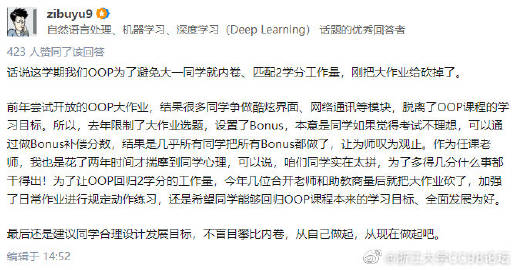 zibuyu9
自然语言处理、机器学习、深度学习（Deep Learning） 话题的优秀回答者
423 人赞同了该回答
话说这学期我们OOP为了避免大一同学就内卷、匹配2学分工作量，刚把大作业给砍掉了。
前年尝试开放的OOP大作业，结果很多同学争做酷炫界面、网络通讯等模块，脱离了OOP课程的学
习目标。所以，去年限制了大作业选题，设置了Bonus，本意是同学如果觉得考试不理想，可以通
过做Bonus补偿分数，结果是几乎所有同学把所有Bonus都做了，让为师叹为观止。作为任课老
师，我也是花了两年时间才揣摩到同学心理，可以说，咱们同学实在太拼，为了多得几分什么事都
干得出！为了让OOP回归2学分的工作量，今年几位合开老师和助教商量后就把大作业砍了，加强
了日常作业进行规定动作练习，还是希望同学能够回归OOP课程本来的学习目标、全面发展为好。
最后还是建议同学合理设计发展目标，不盲目攀比内卷，从自己做起，从现在做起吧。
编辑于 14:52
@浙江大学CC98论坛